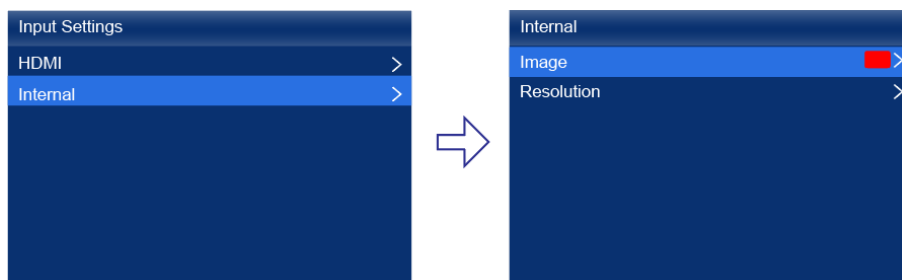 Input Settings
HDMI
Internal
Internal
Image
Resolution